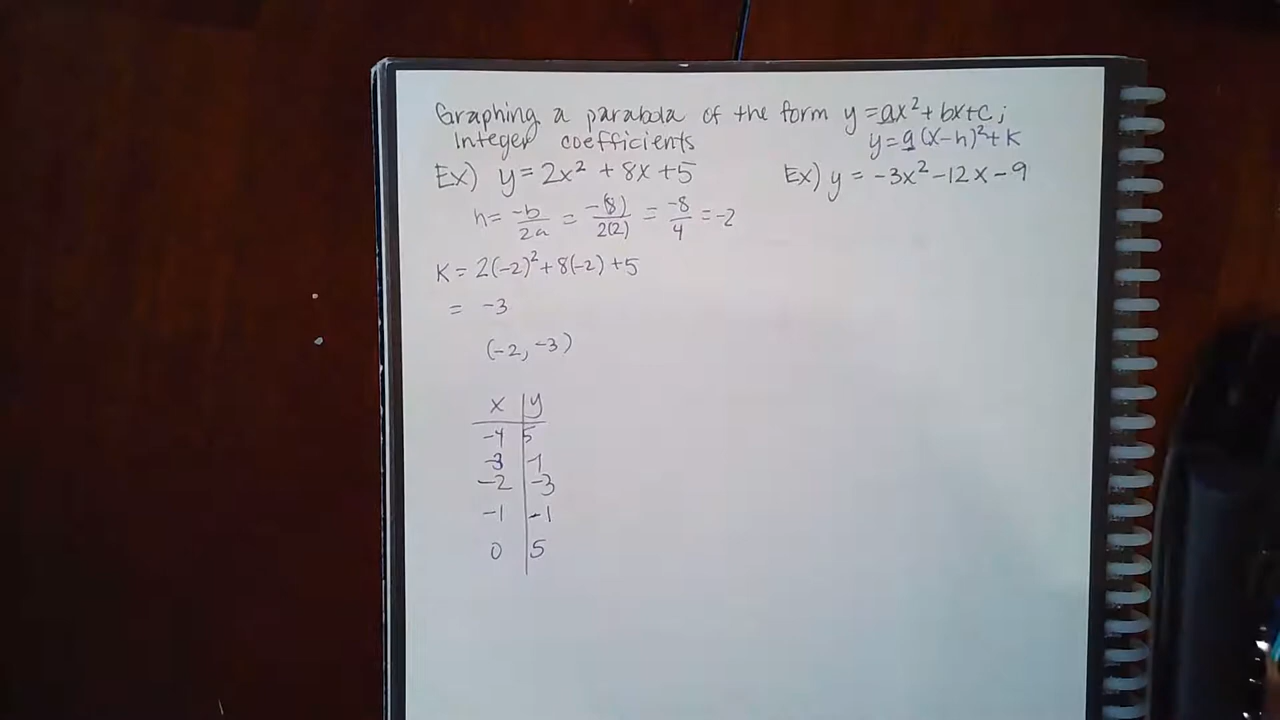 Graphing a parabola of the form y=ax²+bx+c;
Integer coefficients y=a(x-h)²+k
Ex) y=2x²+8x+5
h= -b/2a = -(8)/2(2) = -8/4 = -2
K=2(-2)²+8(-2)+5
= -3
(-2, -3)
x | y
-4 | 5
-3 | -1
-2 | -3
-1 | -1
0 | 5
Ex) y = -3x²-12x-9